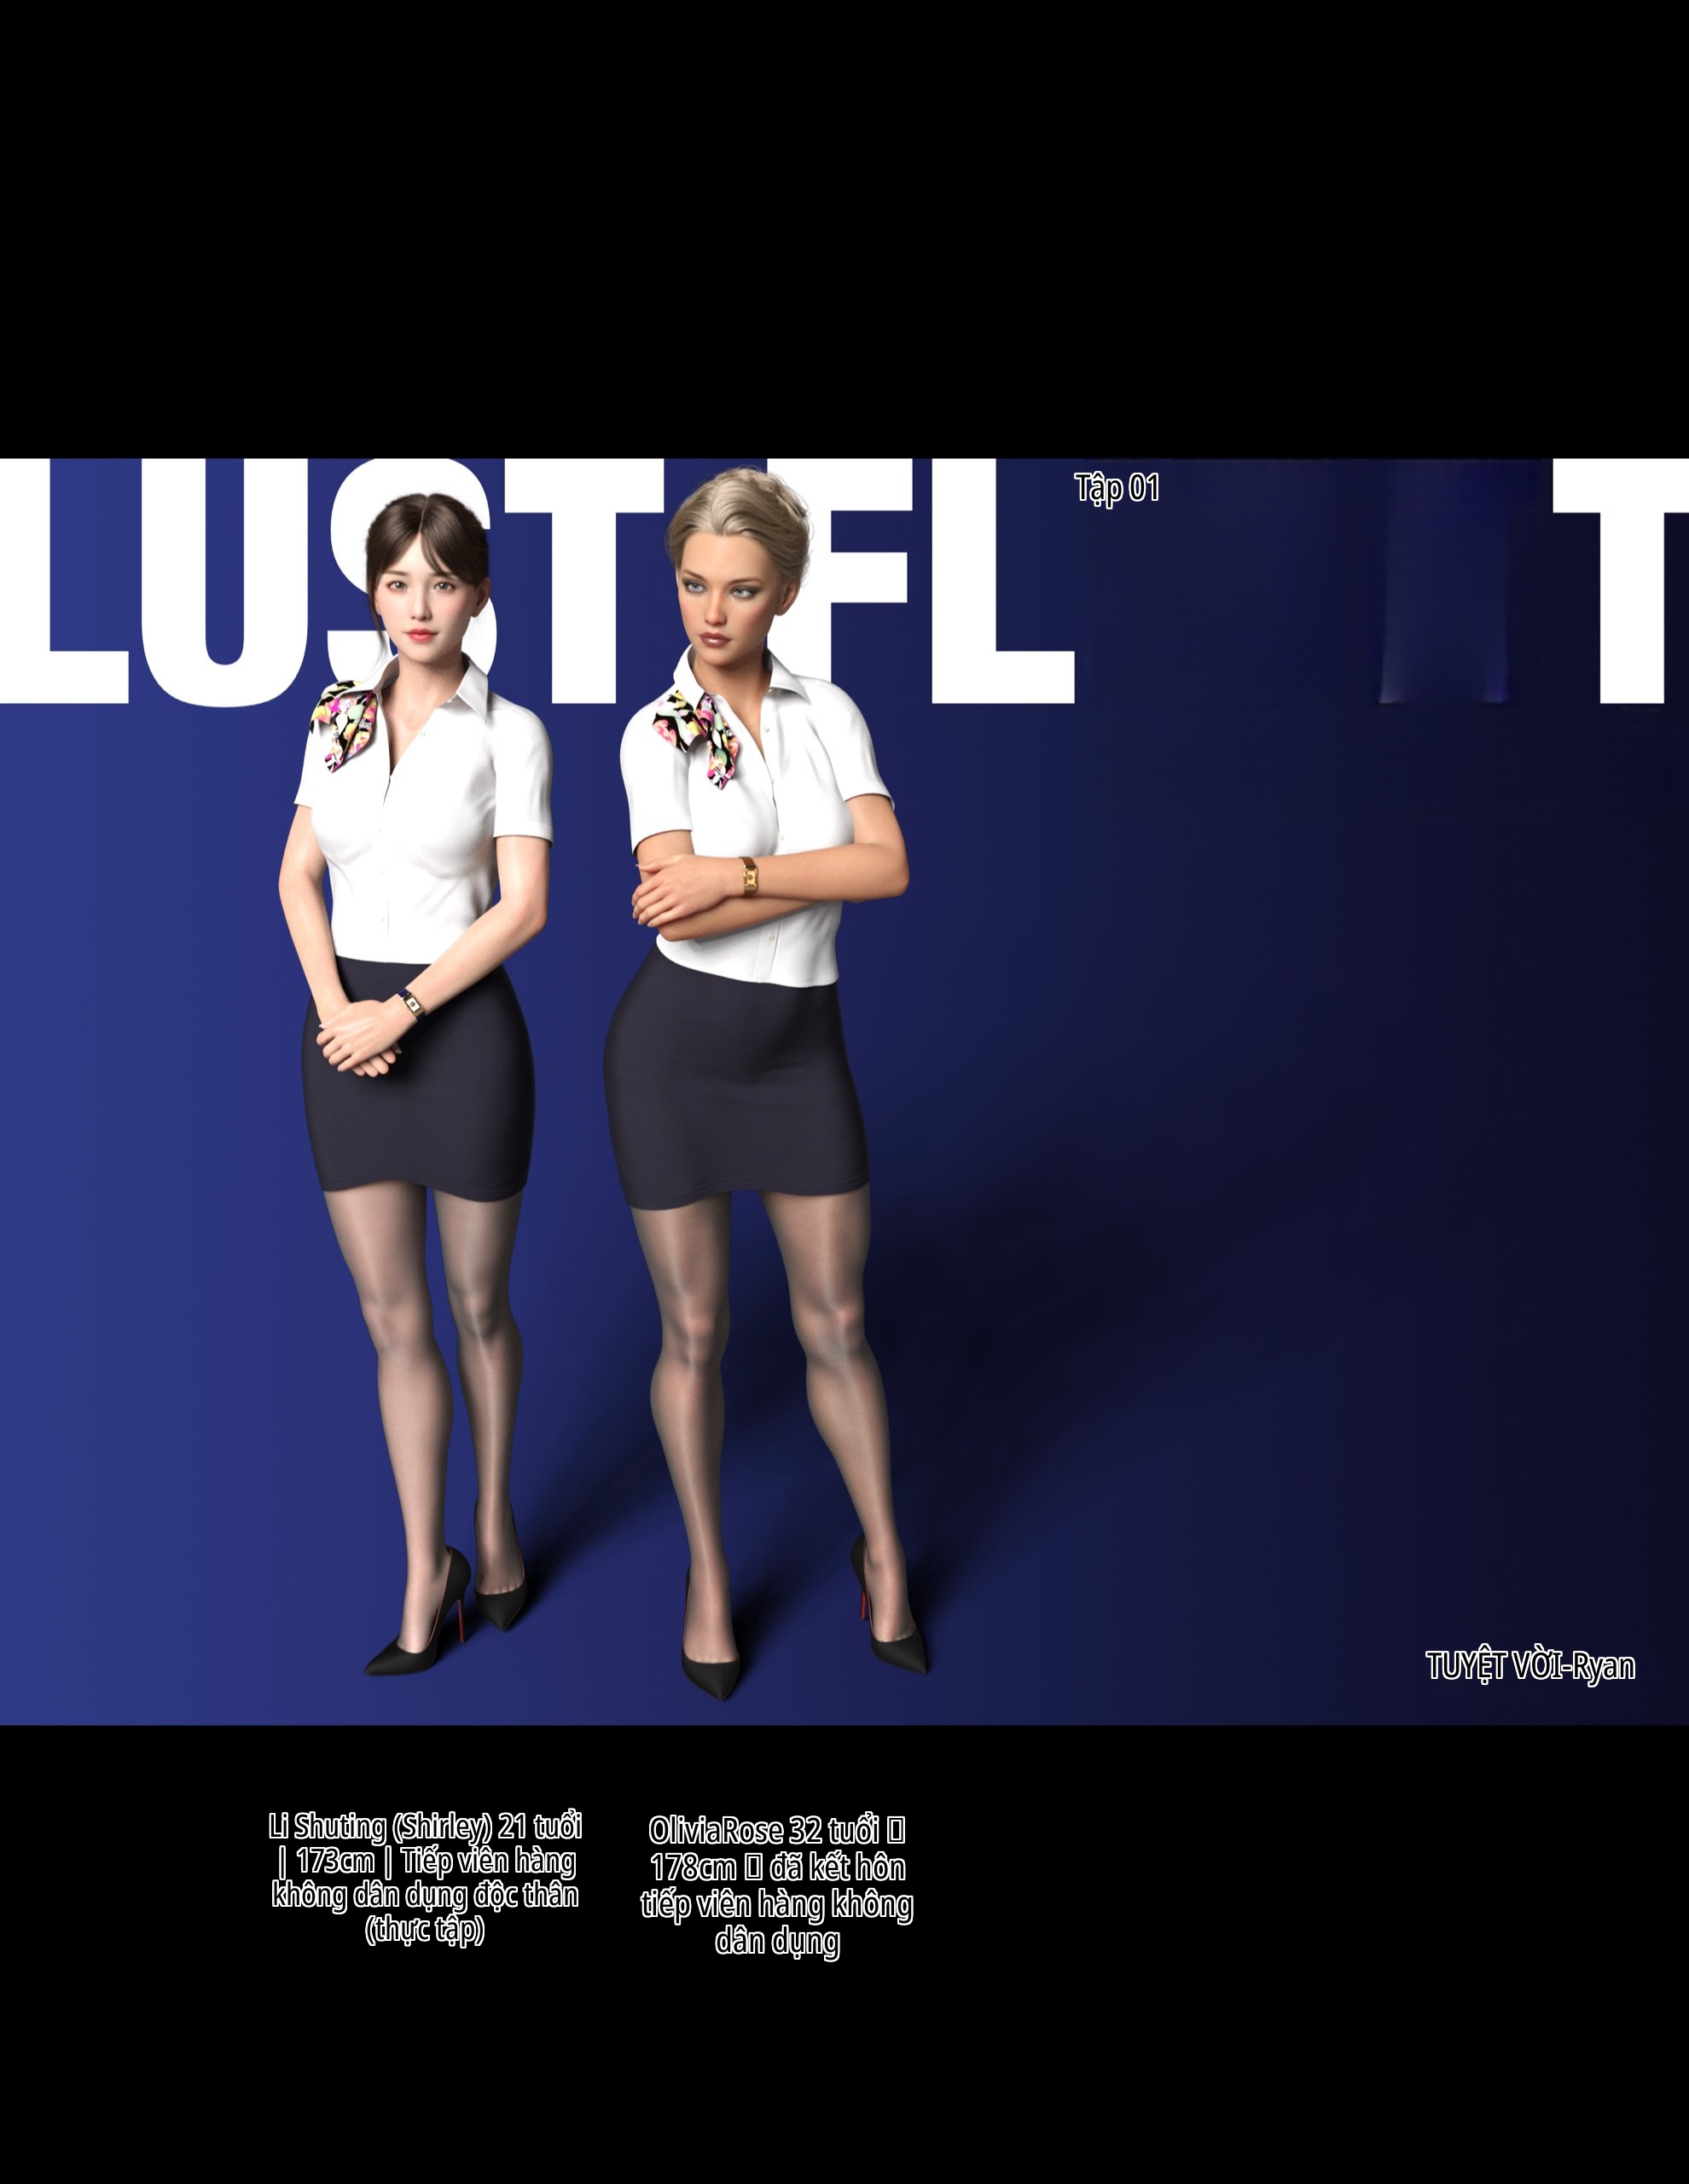 LUST FL T
Tập 01
TUYỆT VỜI-Ryan
Li Shuting (Shirley) 21 tuổi
| 173cm | Tiếp viên hàng
không dân dụng độc thân
(thực tập)
OliviaRose 32 tuổi ▯
178cm ▯ đã kết hôn
tiếp viên hàng không
dân dụng